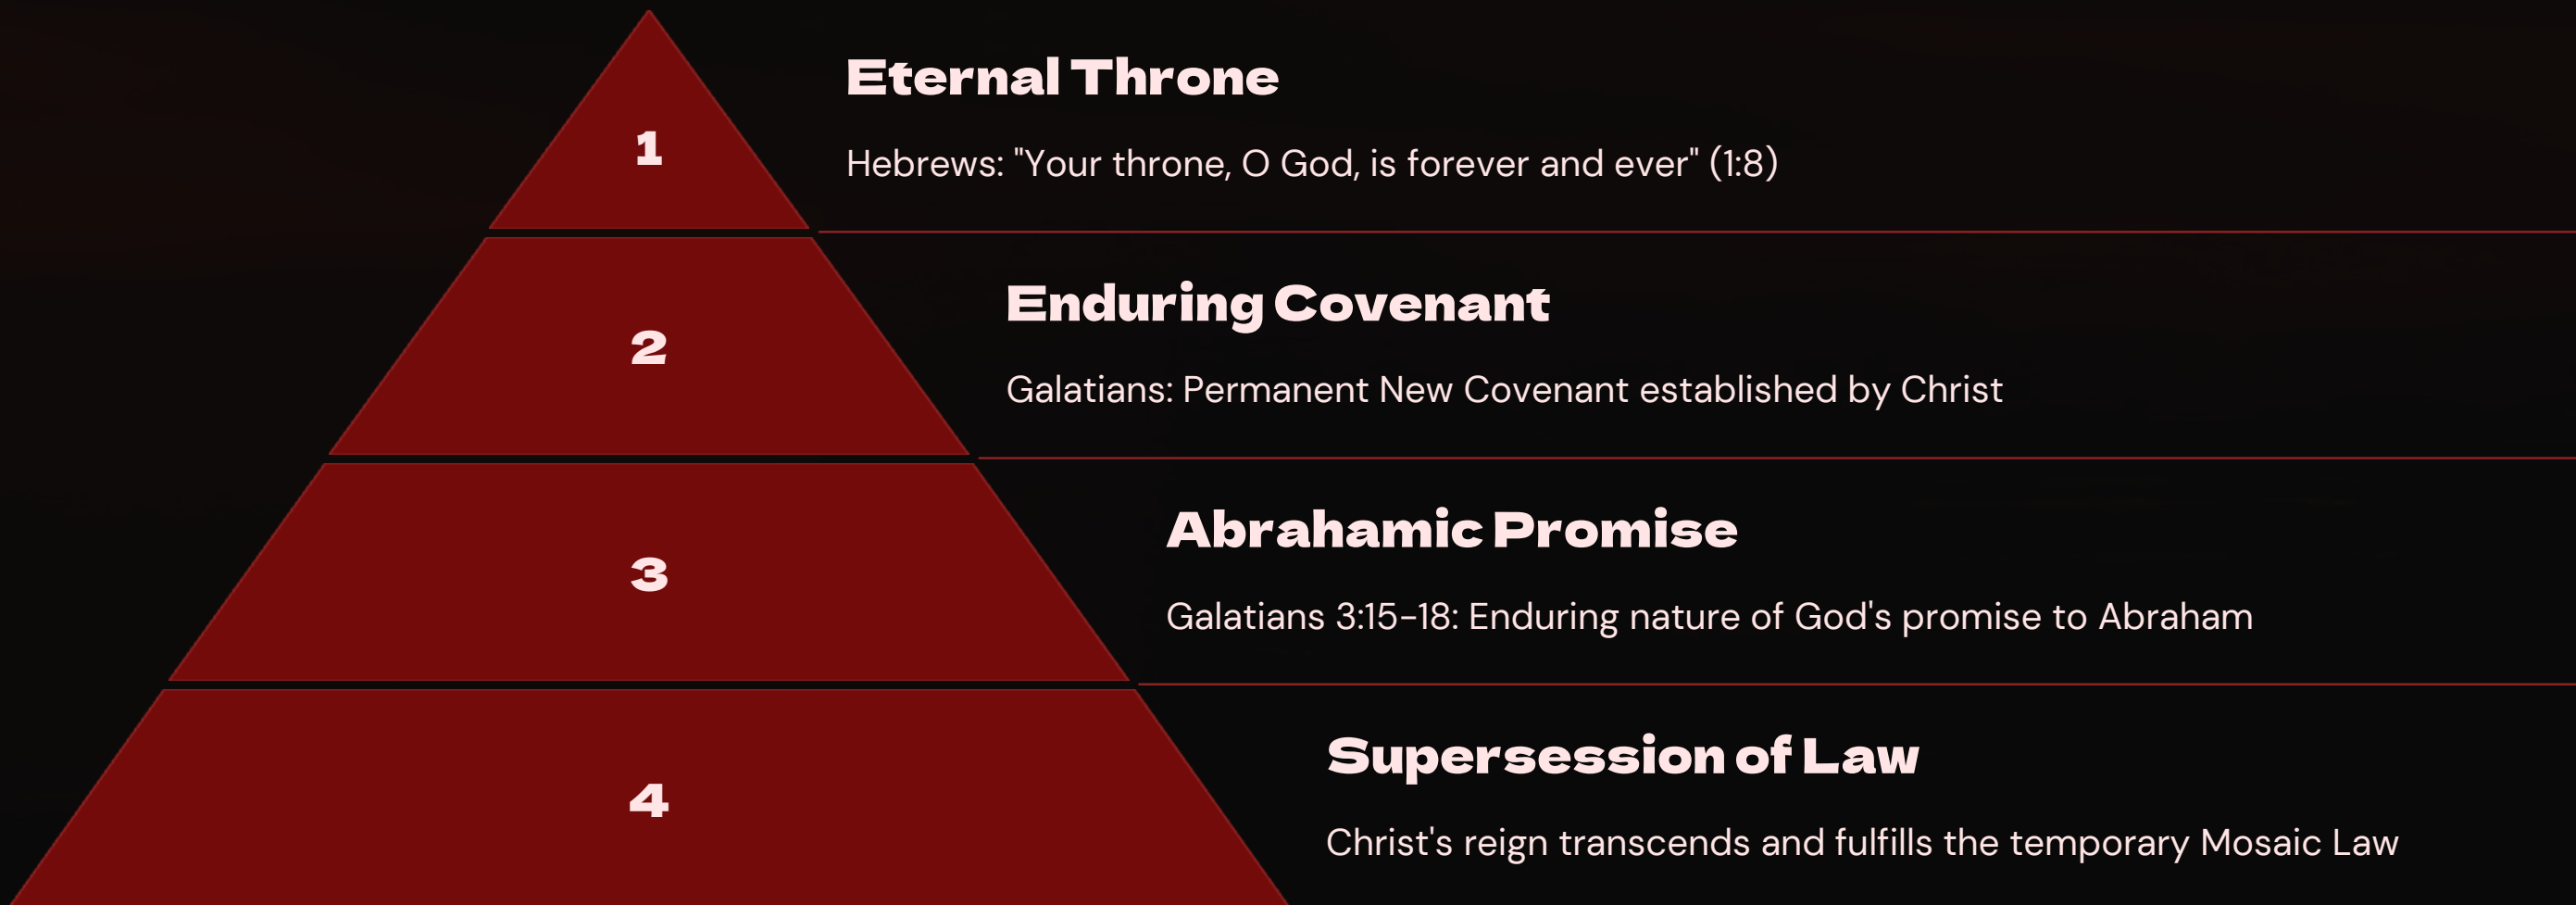 1
Eternal Throne
Hebrews: "Your throne, O God, is forever and ever" (1:8)
2
Enduring Covenant
Galatians: Permanent New Covenant established by Christ
3
Abrahamic Promise
Galatians 3:15-18: Enduring nature of God's promise to Abraham
4
Supersession of Law
Christ's reign transcends and fulfills the temporary Mosaic Law